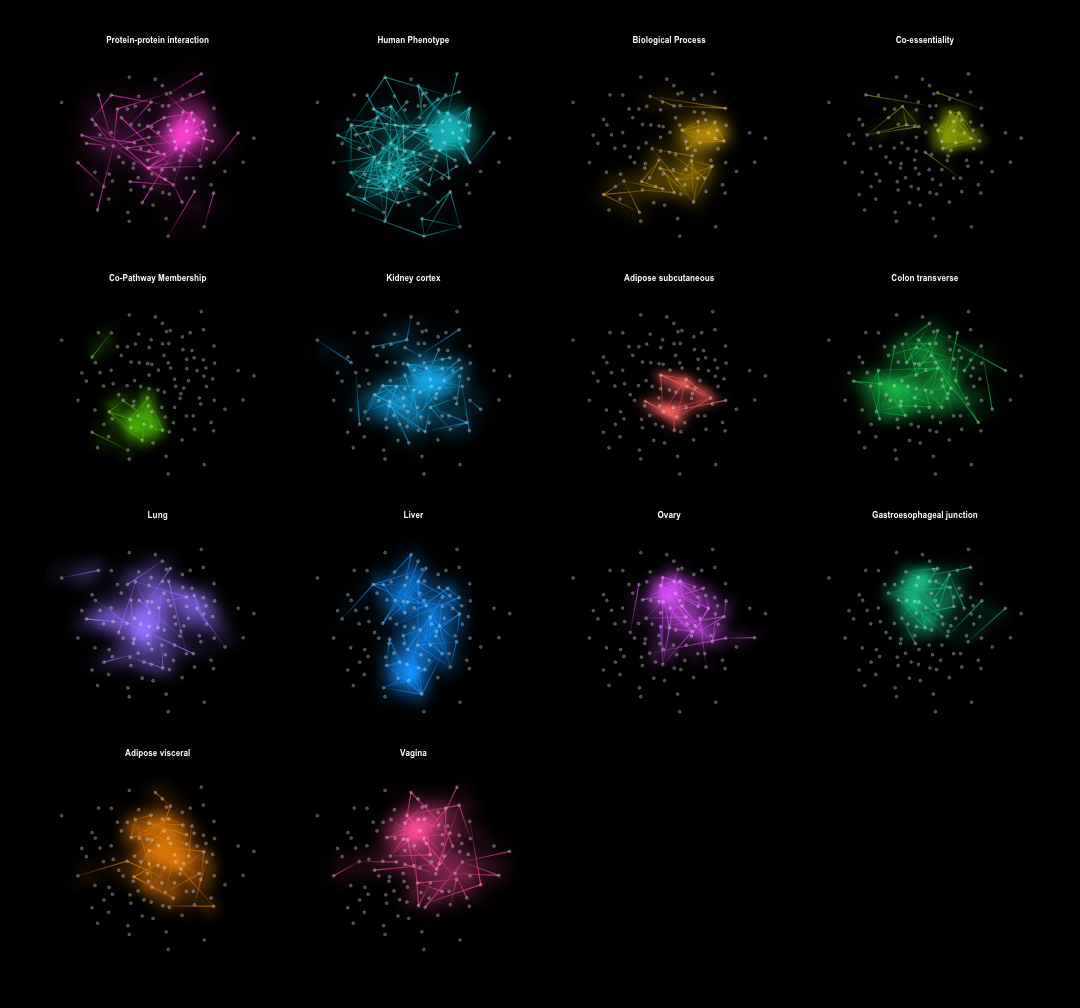 Protein-protein interaction
Human Phenotype
Biological Process
Co-essentiality
Co-Pathway Membership
Kidney cortex
Adipose subcutaneous
Colon transverse
Lung
Liver
Ovary
Gastroesophageal junction
Adipose visceral
Vagina